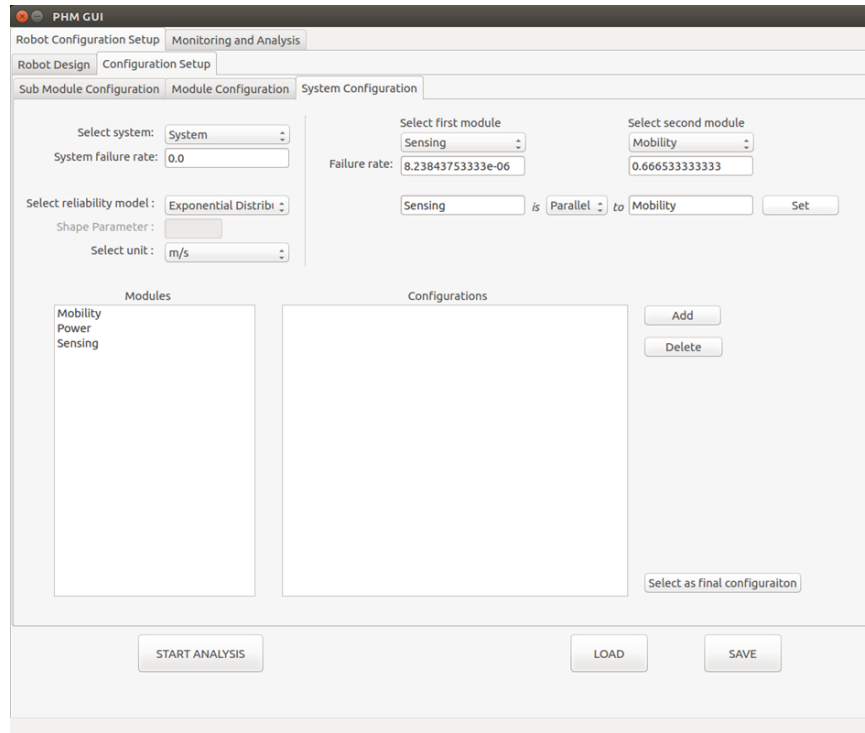 PHM GUI
Robot Configuration Setup Monitoring and Analysis
Robot Design Configuration Setup
Sub Module Configuration Module Configuration System Configuration
Select first module Select second module
Select system: System Sensing Mobility
System failure rate: 0.0 Failure rate: 8.23843753333e-06 0.666533333333
Select reliability model : Exponential Distribu Sensing is Parallel to Mobility Set
Shape Parameter :
Select unit : m/s
Modules Configurations
Mobility Add
Power
Sensing Delete
Select as final configuraiton
START ANALYSIS LOAD SAVE